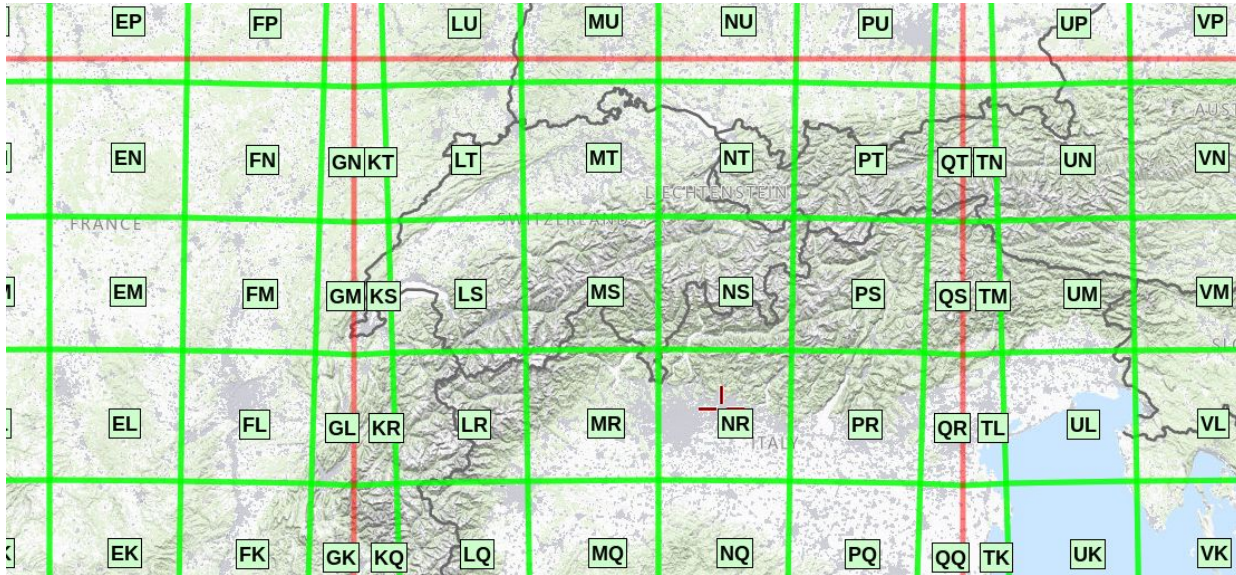 EP FP LU MU NU PU UP VP
AUST
EN FN GN KT LT MT NT PT QT TN UN VN
LIECHTENSTEIN
FRANCE SWITZERLAND
M EM FM GM KS LS MS NS PS QS TM UM VM
SLO
EL FL GL KR LR MR NR PR QR TL UL VL
ITALY
K EK FK GK KQ LQ MQ NQ PQ QQ TK UK VK